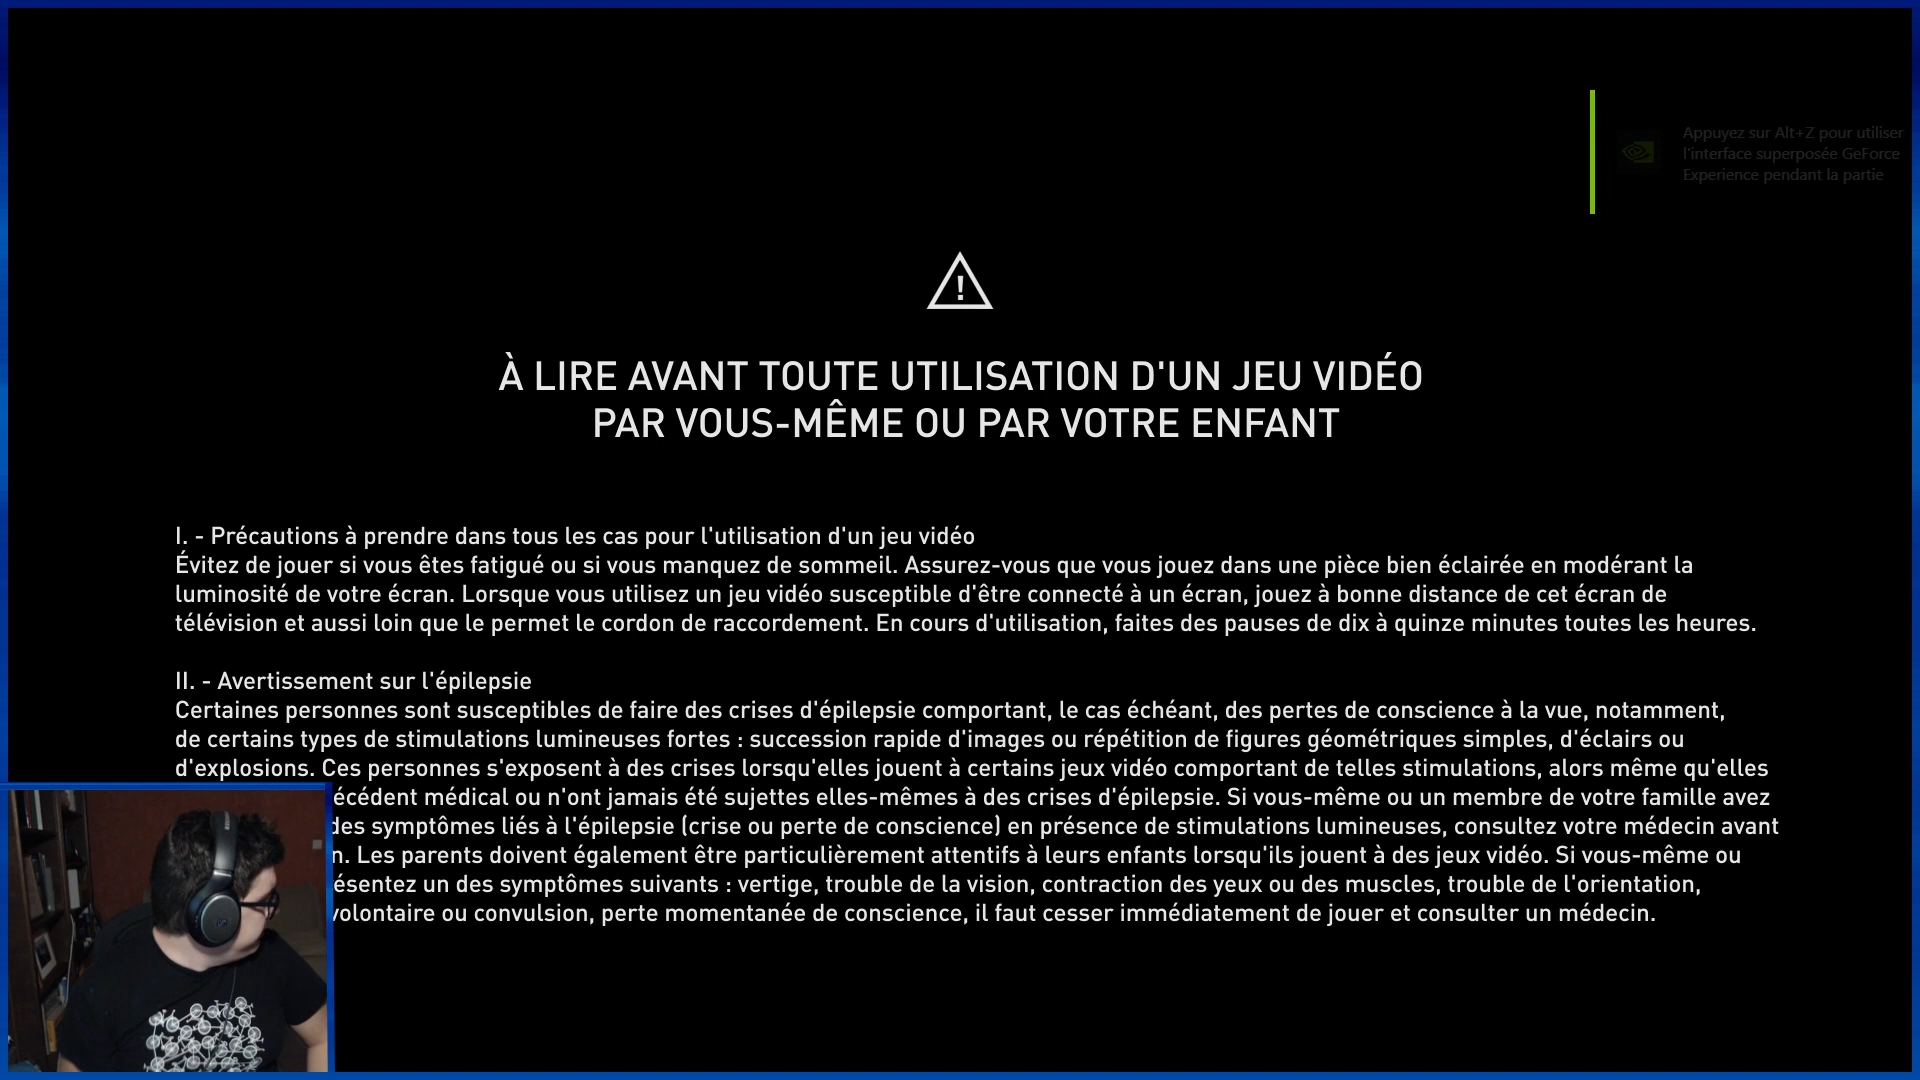 Appuyez sur Alt+Z pour utiliser
l'interface superposée GeForce
Experience pendant la partie
À LIRE AVANT TOUTE UTILISATION D'UN JEU VIDÉO
PAR VOUS-MÊME OU PAR VOTRE ENFANT
I. - Précautions à prendre dans tous les cas pour l'utilisation d'un jeu vidéo
Évitez de jouer si vous êtes fatigué ou si vous manquez de sommeil. Assurez-vous que vous jouez dans une pièce bien éclairée en modérant la
luminosité de votre écran. Lorsque vous utilisez un jeu vidéo susceptible d'être connecté à un écran, jouez à bonne distance de cet écran de
télévision et aussi loin que le permet le cordon de raccordement. En cours d'utilisation, faites des pauses de dix à quinze minutes toutes les heures.
II. - Avertissement sur l'épilepsie
Certaines personnes sont susceptibles de faire des crises d'épilepsie comportant, le cas échéant, des pertes de conscience à la vue, notamment,
de certains types de stimulations lumineuses fortes : succession rapide d'images ou répétition de figures géométriques simples, d'éclairs ou
d'explosions. Ces personnes s'exposent à des crises lorsqu'elles jouent à certains jeux vidéo comportant de telles stimulations, alors même qu'elles
écédent médical ou n'ont jamais été sujettes elles-mêmes à des crises d'épilepsie. Si vous-même ou un membre de votre famille avez
des symptômes liés à l'épilepsie (crise ou perte de conscience) en présence de stimulations lumineuses, consultez votre médecin avant
n. Les parents doivent également être particulièrement attentifs à leurs enfants lorsqu'ils jouent à des jeux vidéo. Si vous-même ou
ésentez un des symptômes suivants : vertige, trouble de la vision, contraction des yeux ou des muscles, trouble de l'orientation,
volontaire ou convulsion, perte momentanée de conscience, il faut cesser immédiatement de jouer et consulter un médecin.